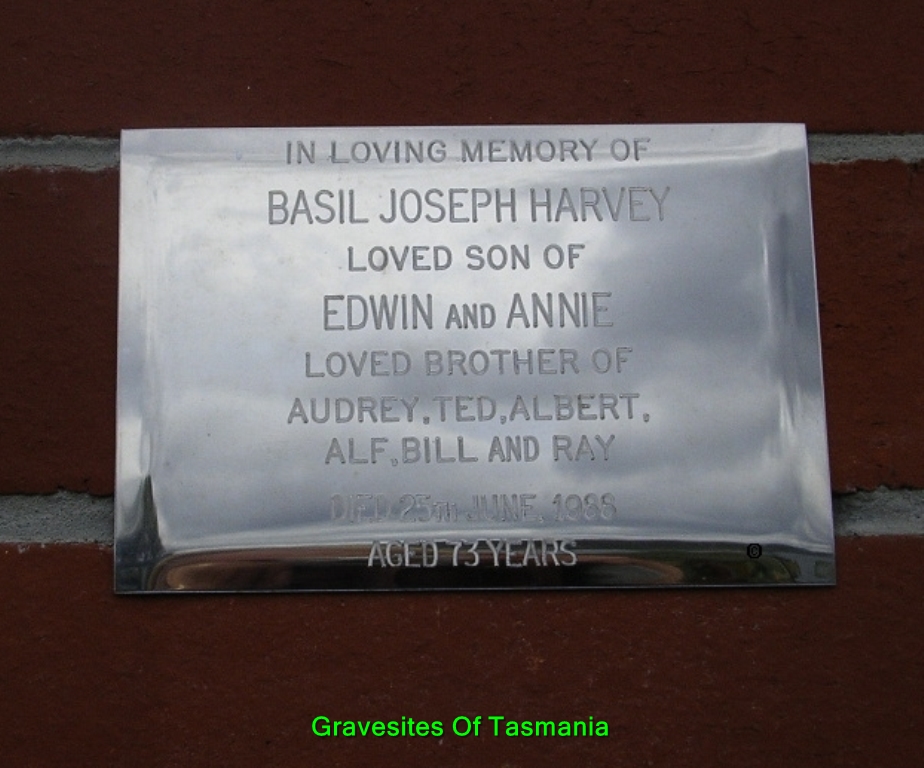 IN LOVING MEMORY OF
BASIL JOSEPH HARVEY
LOVED SON OF
EDWIN AND ANNIE
LOVED BROTHER OF
AUDREY, TED, ALBERT,
ALF, BILL AND RAY
DIED 25TH JUNE, 1988
AGED 73 YEARS
©
Gravesites Of Tasmania